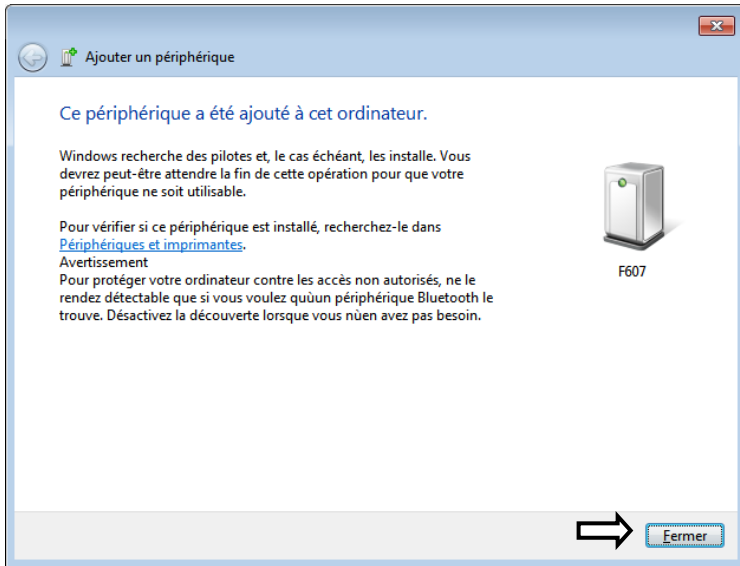 Ajouter un périphérique
Ce périphérique a été ajouté à cet ordinateur.
Windows recherche des pilotes et, le cas échéant, les installe. Vous
devrez peut-être attendre la fin de cette opération pour que votre
périphérique ne soit utilisable.
Pour vérifier si ce périphérique est installé, recherchez-le dans
Périphériques et imprimantes.
Avertissement
Pour protéger votre ordinateur contre les accès non autorisés, ne le
rendez détectable que si vous voulez quùun périphérique Bluetooth le
trouve. Désactivez la découverte lorsque vous nùen avez pas besoin.
F607
Fermer